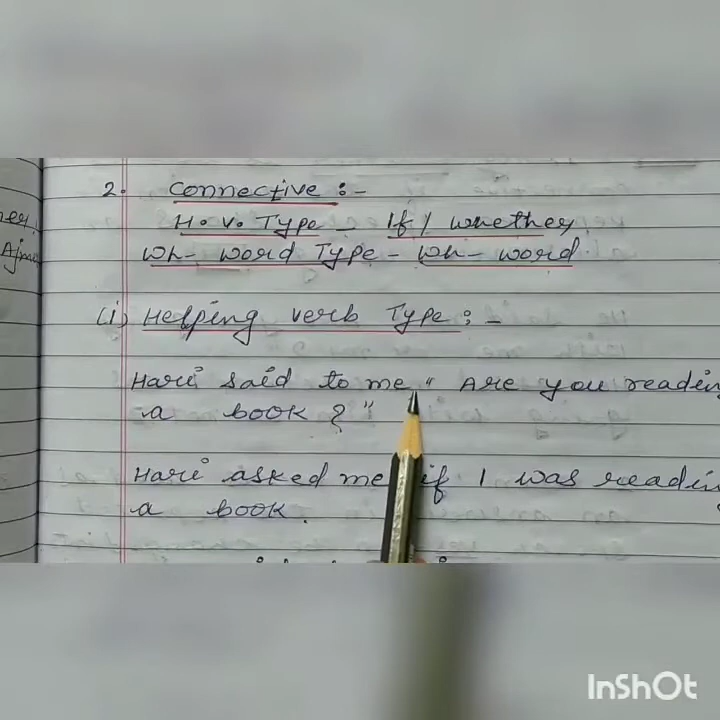 2. Connective :-
H.V. Type - If / whether
Wh- word Type - Wh- word.
(i) Helping verb Type :-
Hari said to me " Are you readin
a book ? "
Hari asked me if I was readin
a book.
Ajm
InShOt